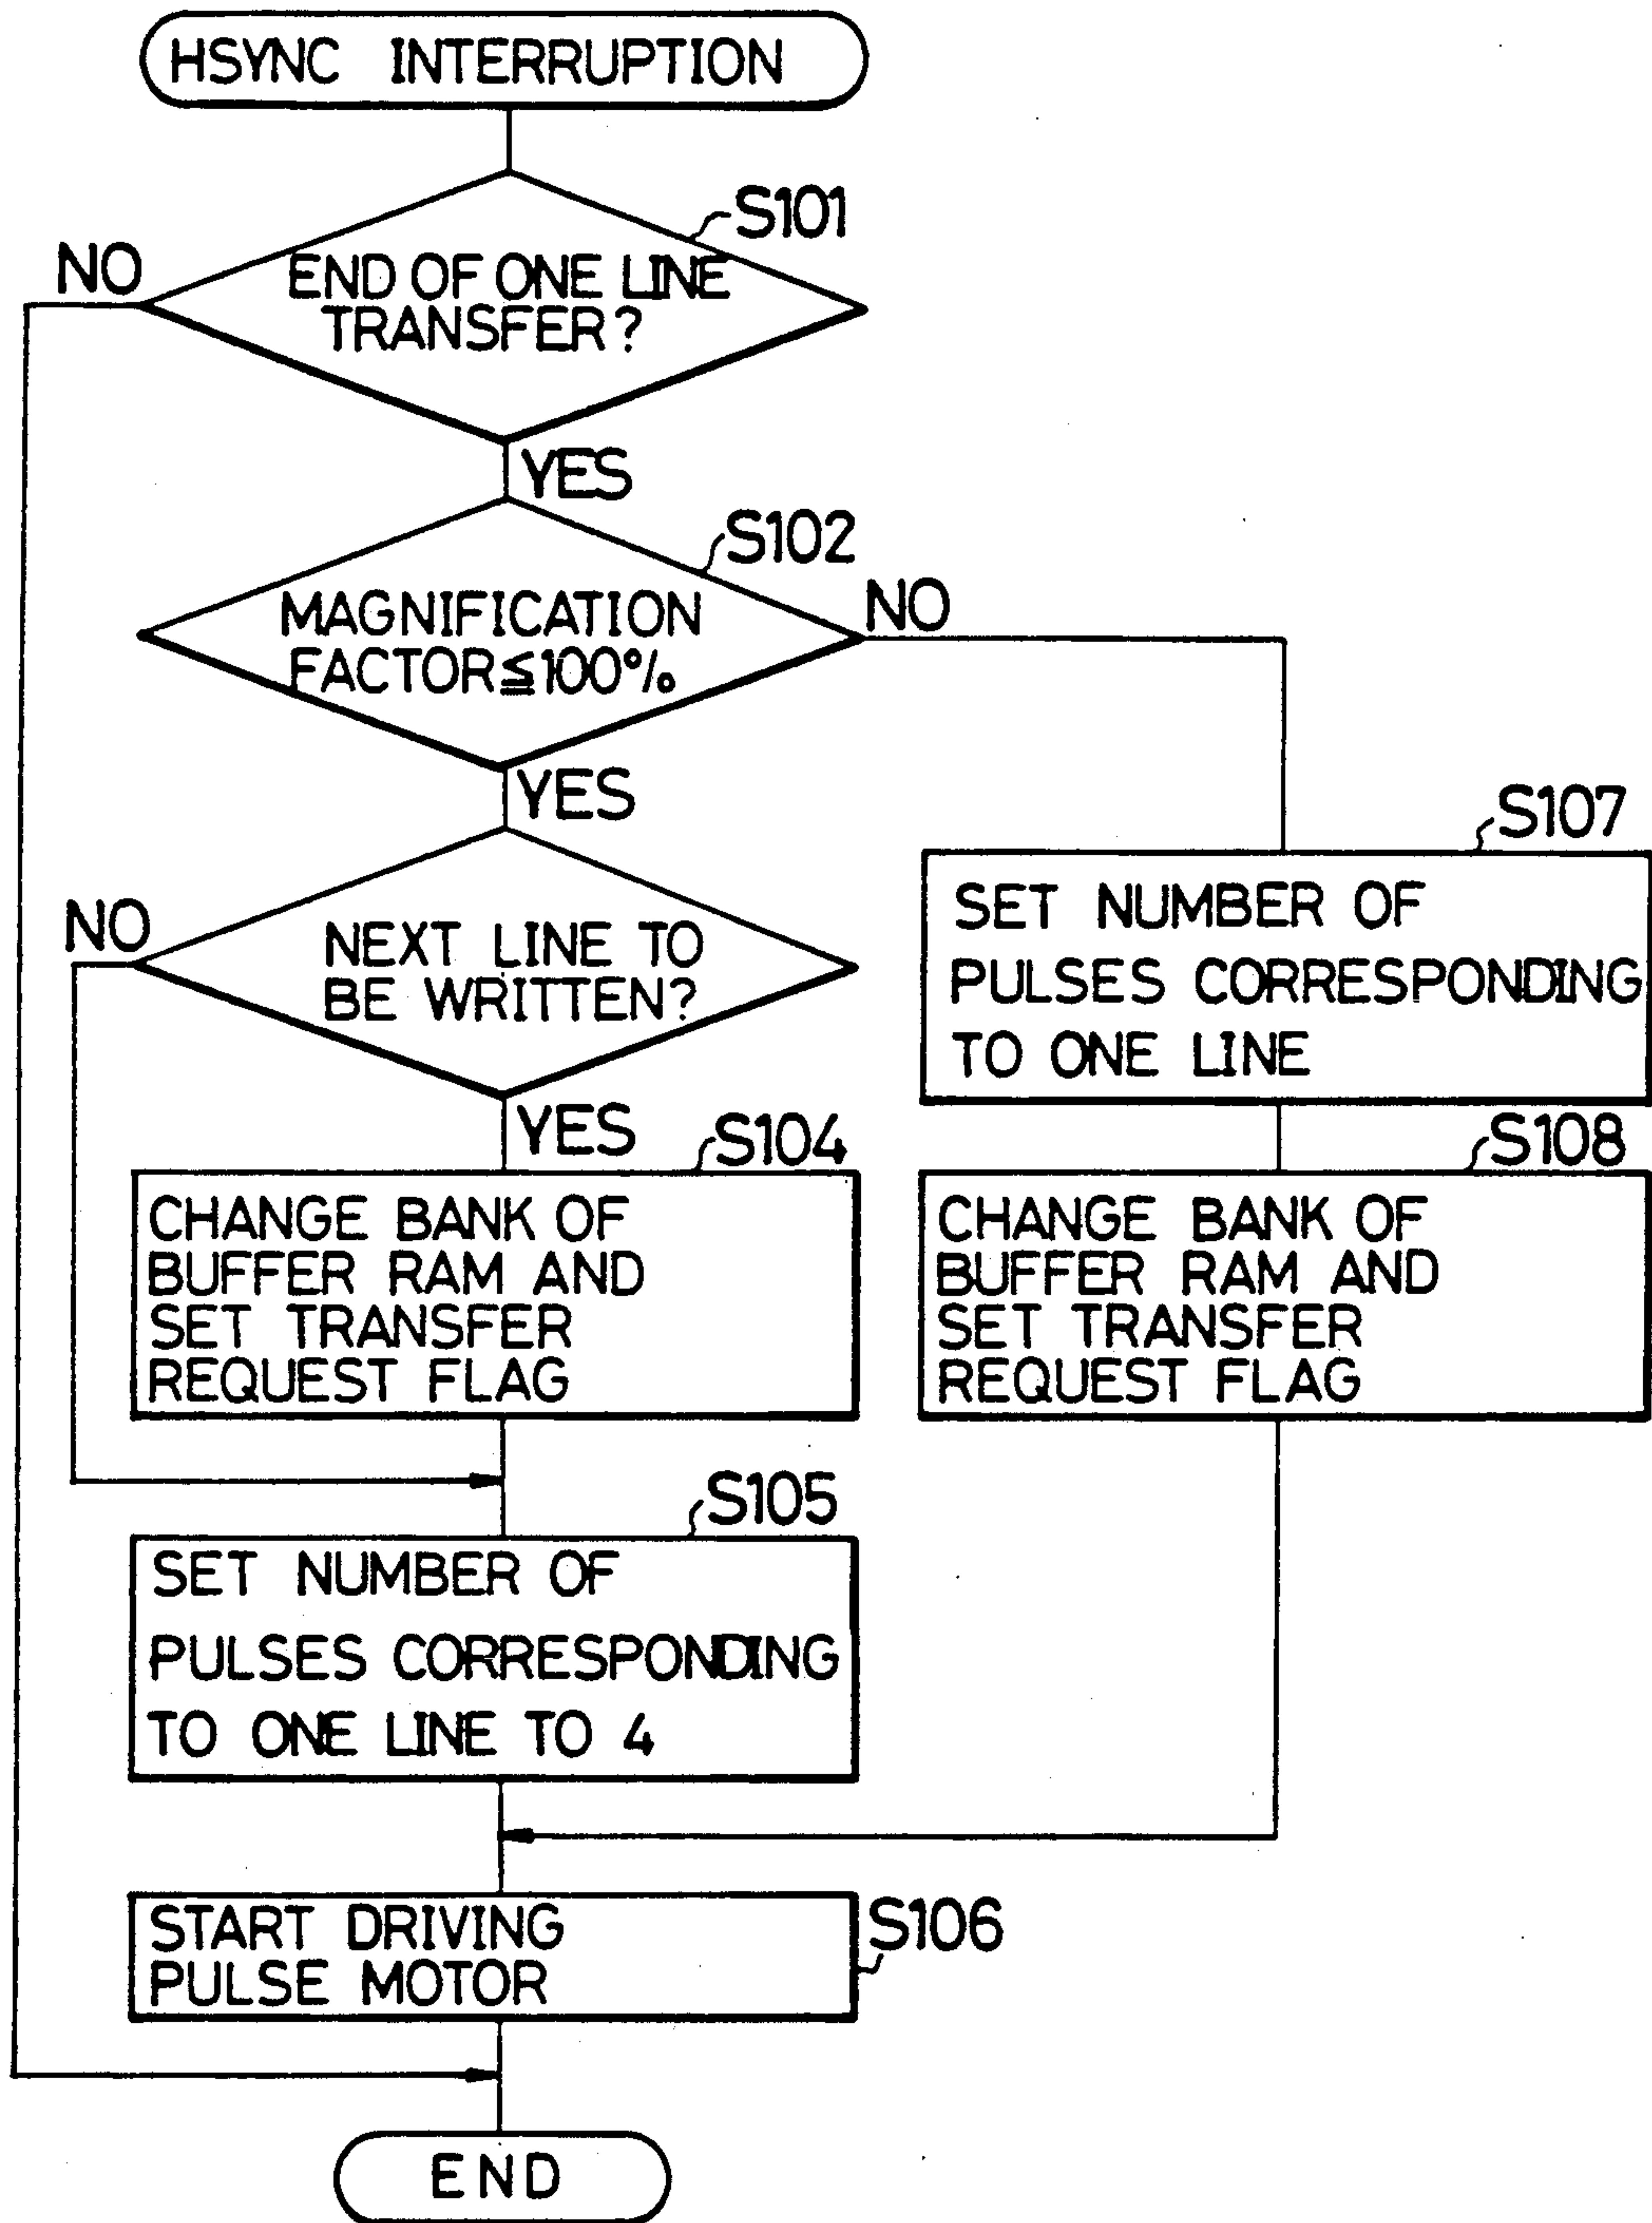 HSYNC INTERRUPTION
S101
NO
END OF ONE LINE
TRANSFER?
YES
S102
MAGNIFICATION
FACTOR≦100%
NO
YES
NO
NEXT LINE TO
BE WRITTEN?
YES
S107
SET NUMBER OF
PULSES CORRESPONDING
TO ONE LINE
S104
CHANGE BANK OF
BUFFER RAM AND
SET TRANSFER
REQUEST FLAG
S108
CHANGE BANK OF
BUFFER RAM AND
SET TRANSFER
REQUEST FLAG
S105
SET NUMBER OF
PULSES CORRESPONDING
TO ONE LINE TO 4
START DRIVING
PULSE MOTOR
S106
END